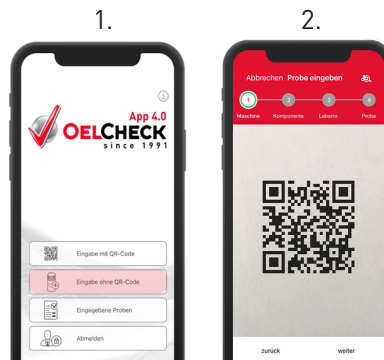 1.
App 4.0
OELCHECK
since 1991
Eingabe mit QR-Code
Eingabe ohne QR-Code
Eingegebene Proben
Abmelden
2.
Abbrechen Probe eingeben
1 2 3 4
Maschine Komponente Labornr. Probe
zurück weiter